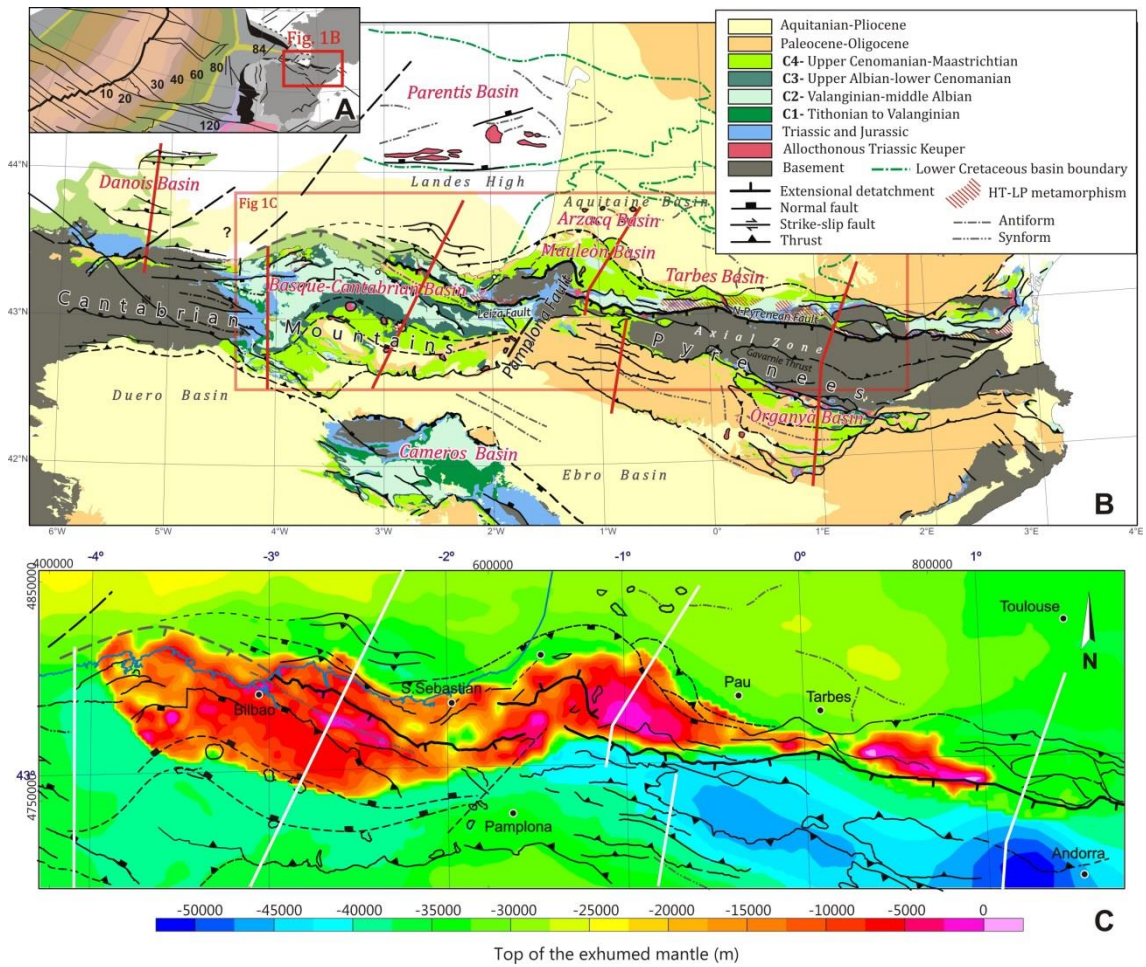 Fig. 1B
84
10
20
30
40
60
80
120
A
Aquitanian-Pliocene
Paleocene-Oligocene
C4- Upper Cenomanian-Maastrichtian
C3- Upper Albian-lower Cenomanian
C2- Valanginian-middle Albian
C1- Tithonian to Valanginian
Triassic and Jurassic
Allocthonous Triassic Keuper
Basement
Lower Cretaceous basin boundary
Extensional detatchment
HT-LP metamorphism
Normal fault
Strike-slip fault
Antiform
Thrust
Synform
Parentis Basin
44°N
Danois Basin
Landes High
Fig 1C
Aquitaine Basin
Arzacq Basin
?
Mauleon Basin
Tarbes Basin
Basque-Cantabrian Basin
Leiza Fault
N Pyrenean Fault
43°N
Cantabrian Mountains
Pamplona Fault
Axial Zone
Gavarnie Thrust
Pyrenees
Duero Basin
Organya Basin
Cameros Basin
Ebro Basin
42°N
B
6°W 5°W 4°W 3°W 2°W 1°W 0° 1°E 2°E 3°E 4°E
-4° -3° -2° -1° 0º 1º
400000 600000 800000
4850000
Toulouse
N
S.Sebastian
Bilbao
Pau
Tarbes
43º
4750000
Pamplona
Andorra
-50000 -45000 -40000 -35000 -30000 -25000 -20000 -15000 -10000 -5000 0
C
Top of the exhumed mantle (m)